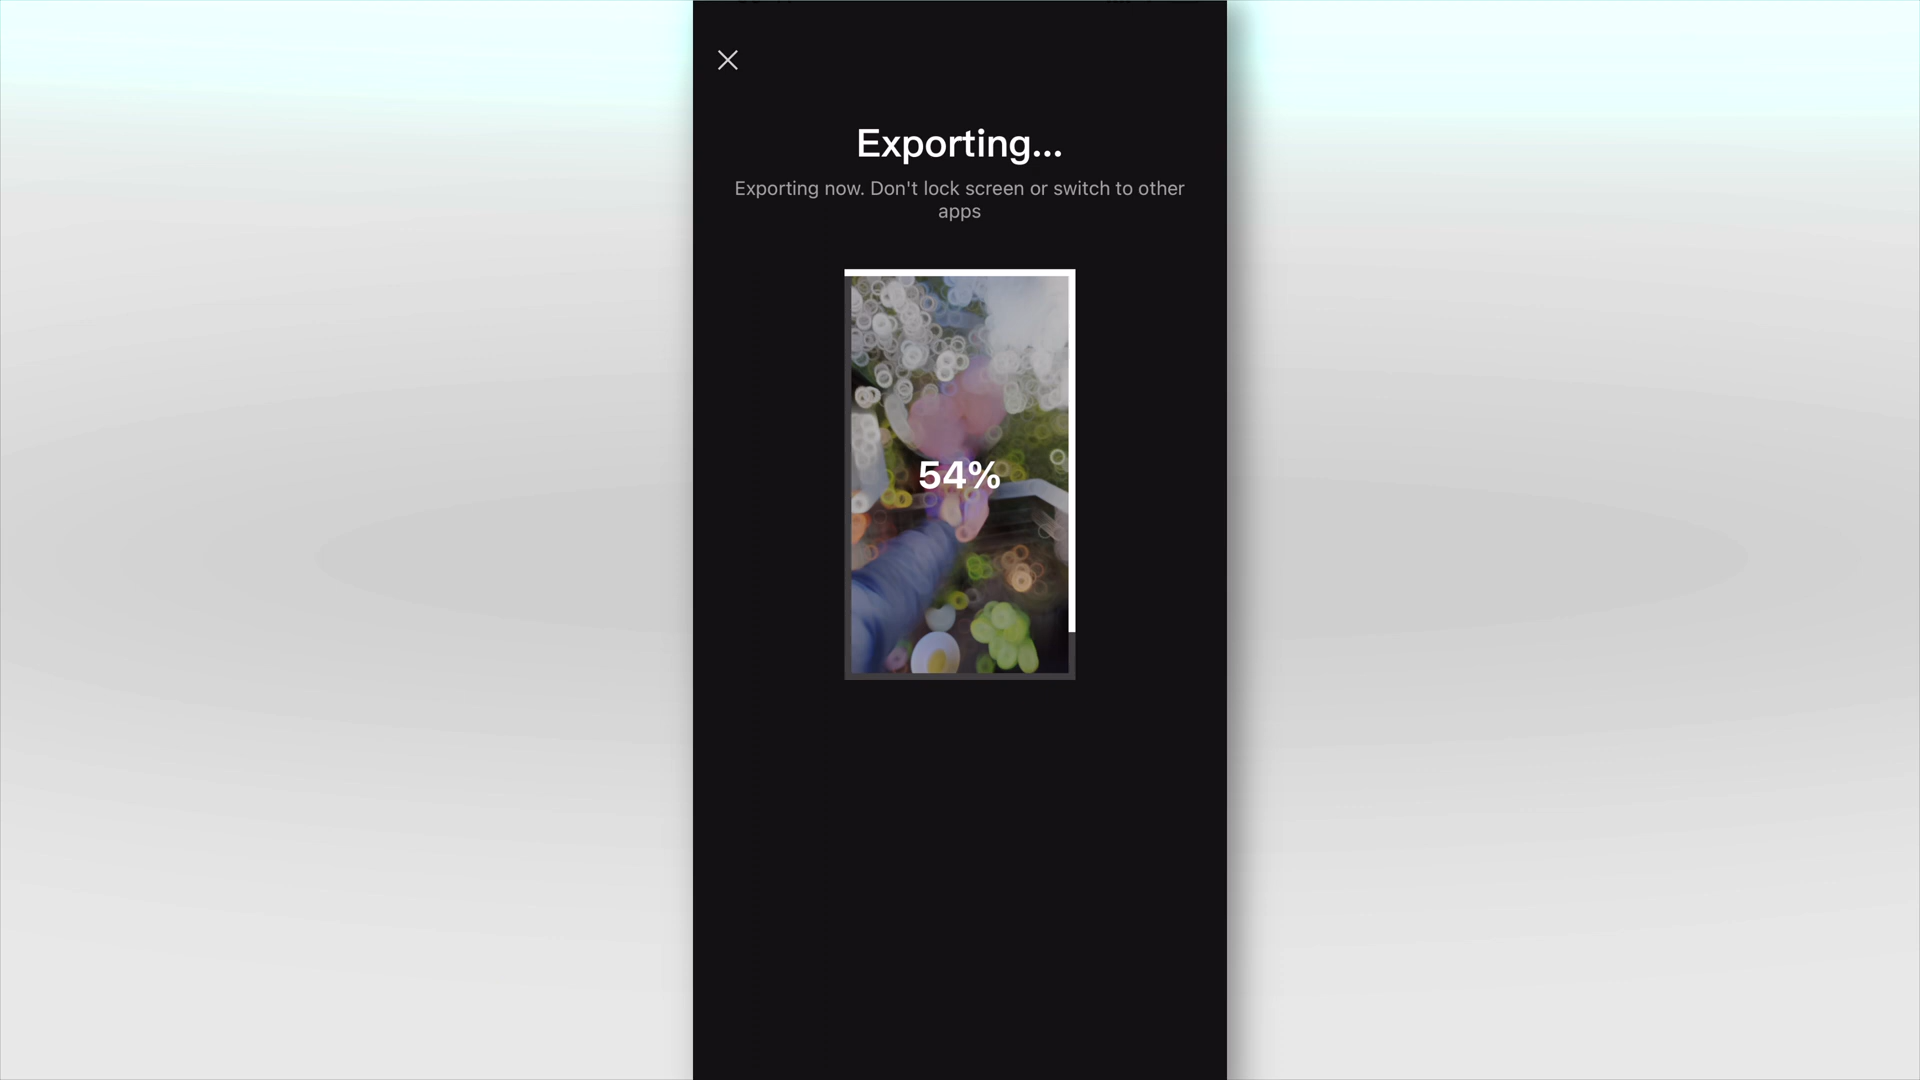 Exporting...
Exporting now. Don't lock screen or switch to other
apps
54%